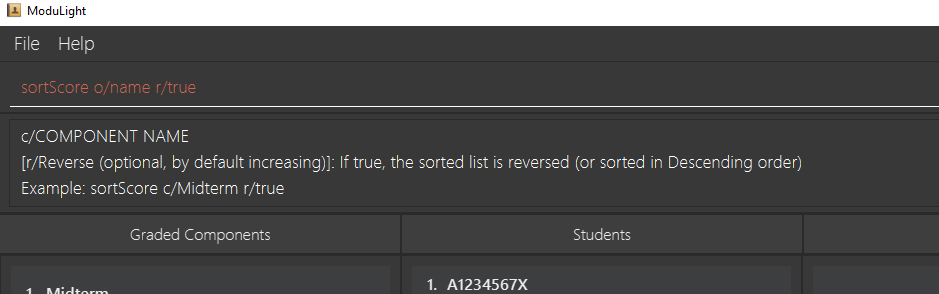 ModuLight
File Help
sortScore o/name r/true
c/COMPONENT NAME
[r/Reverse (optional, by default increasing)]: If true, the sorted list is reversed (or sorted in Descending order)
Example: sortScore c/Midterm r/true
Graded Components Students
1. Midterm 1. A1234567X